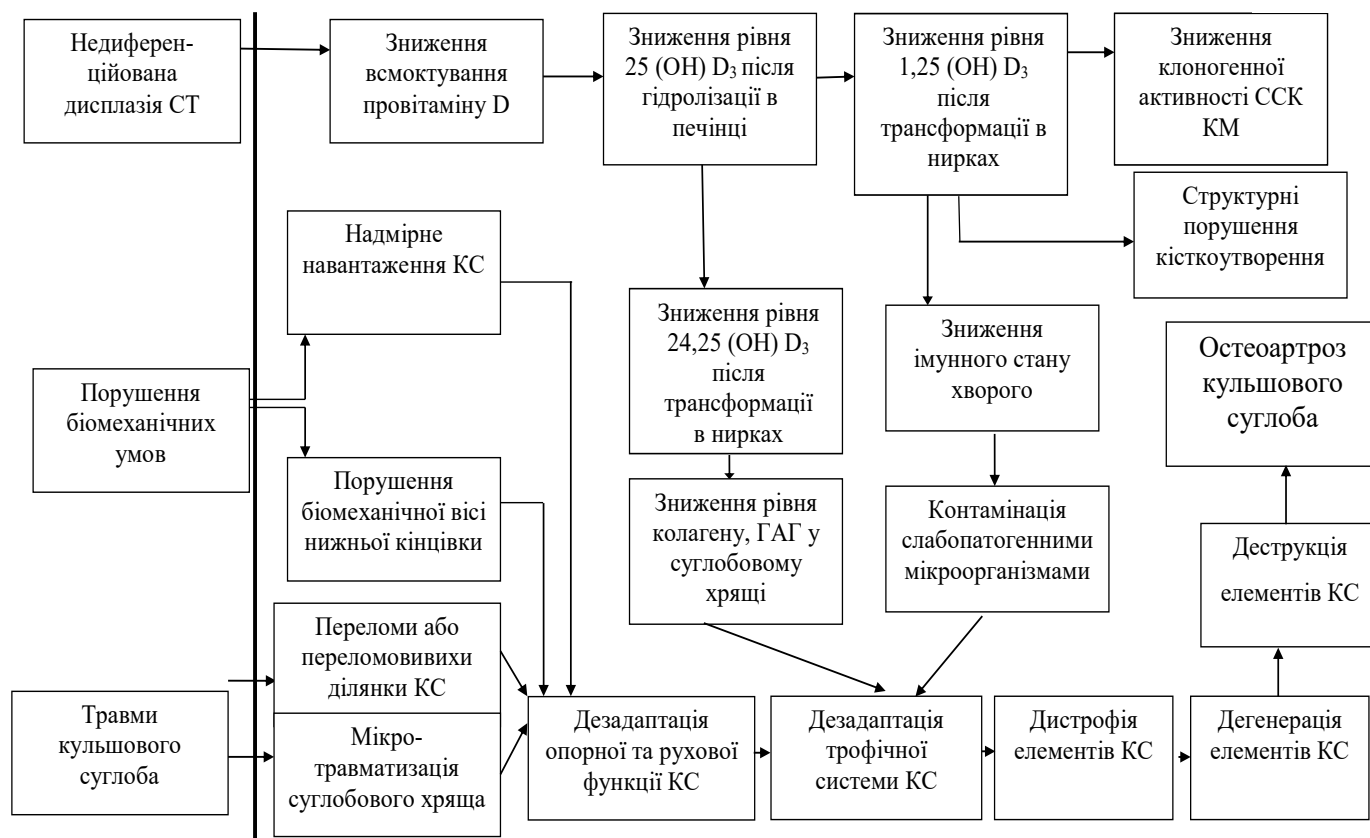 Недиферен-
ційована
дисплазія СТ
Зниження
всмоктування
провітаміну D
Зниження рівня
25 (ОН) D₃ після
гідролізації в
печінці
Зниження рівня
1,25 (ОН) D₃
після
трансформації в
нирках
Зниження
клоногенної
активності ССК
КМ
Структурні
порушення
кісткоутворення
Надмірне
навантаження КС
Зниження рівня
24,25 (ОН) D₃
після
трансформації
в нирках
Зниження
імунного стану
хворого
Остеоартроз
кульшового
суглоба
Порушення
біомеханічних
умов
Порушення
біомеханічної вісі
нижньої кінцівки
Зниження рівня
колагену, ГАГ у
суглобовому
хрящі
Контамінація
слабопатогенними
мікроорганізмами
Деструкція
елементів КС
Переломи або
переломовивихи
ділянки КС
Травми
кульшового
суглоба
Мікро-
травматизація
суглобового хряща
Дезадаптація
опорної та рухової
функції КС
Дезадаптація
трофічної
системи КС
Дистрофія
елементів КС
Дегенерація
елементів КС